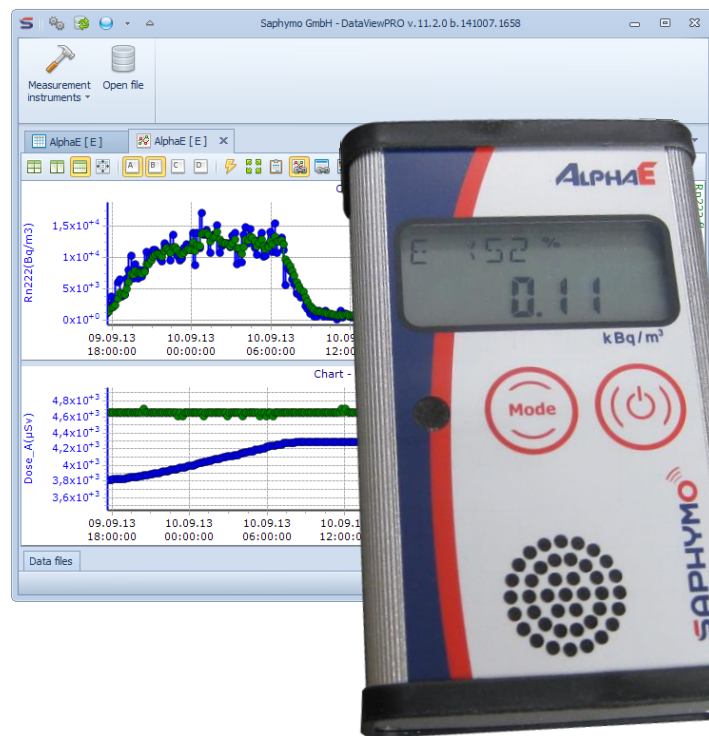 Saphymo GmbH - DataViewPRO v.11.2.0 b.141007.1658
Measurement instruments
Open file
AlphaE [ E ]
AlphaE [ E ]
A B C D
Rn222(Bq/m3)
1,5x10+4
1x10+4
5x10+3
0x10+0
09.09.13 10.09.13 10.09.13 10.09
18:00:00 00:00:00 06:00:00 12:00
Chart -
Dose_A(µSv)
4,8x10+3
4,6x10+3
4,4x10+3
4,2x10+3
4x10+3
3,8x10+3
3,6x10+3
09.09.13 10.09.13 10.09.13 10.09.1
18:00:00 00:00:00 06:00:00 12:00:0
Data files
ALPHAE
E 152 %
0.11
kBq/m³
Mode
SAPHYMO